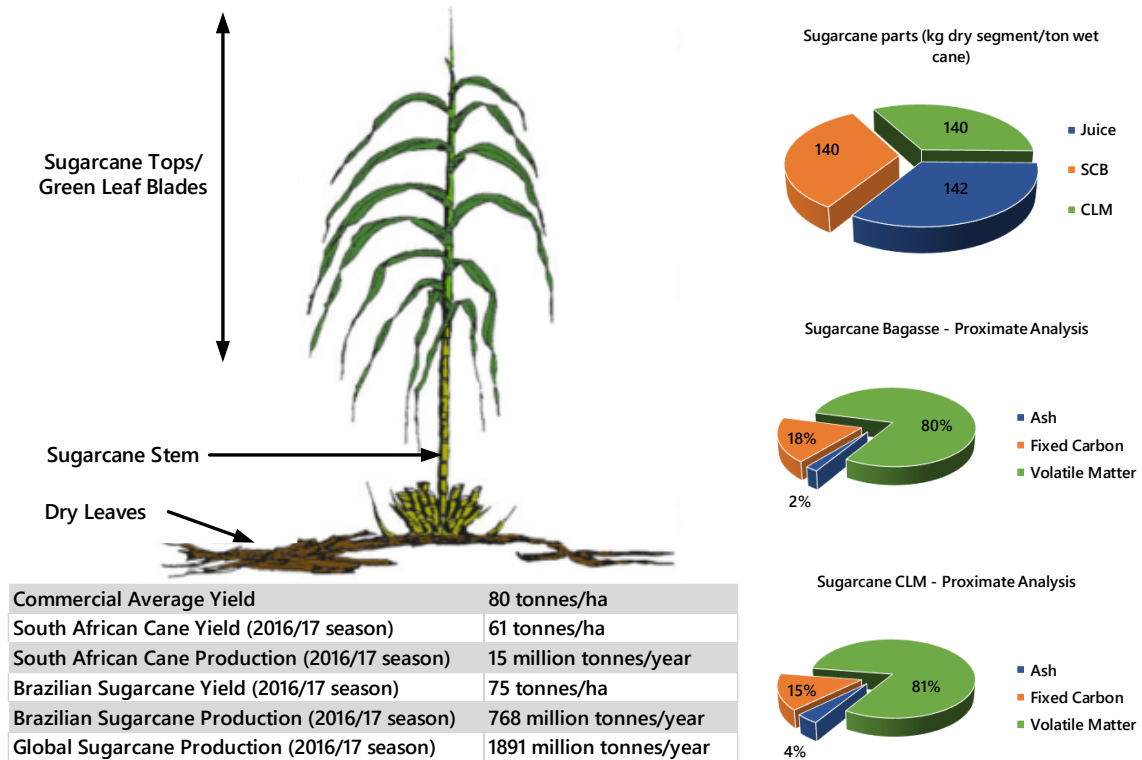 Sugarcane Tops/
Green Leaf Blades
Sugarcane Stem
Dry Leaves
Commercial Average Yield 80 tonnes/ha
South African Cane Yield (2016/17 season) 61 tonnes/ha
South African Cane Production (2016/17 season) 15 million tonnes/year
Brazilian Sugarcane Yield (2016/17 season) 75 tonnes/ha
Brazilian Sugarcane Production (2016/17 season) 768 million tonnes/year
Global Sugarcane Production (2016/17 season) 1891 million tonnes/year
Sugarcane parts (kg dry segment/ton wet
cane)
140
140
142
Juice
SCB
CLM
Sugarcane Bagasse - Proximate Analysis
80%
18%
2%
Ash
Fixed Carbon
Volatile Matter
Sugarcane CLM - Proximate Analysis
81%
15%
4%
Ash
Fixed Carbon
Volatile Matter